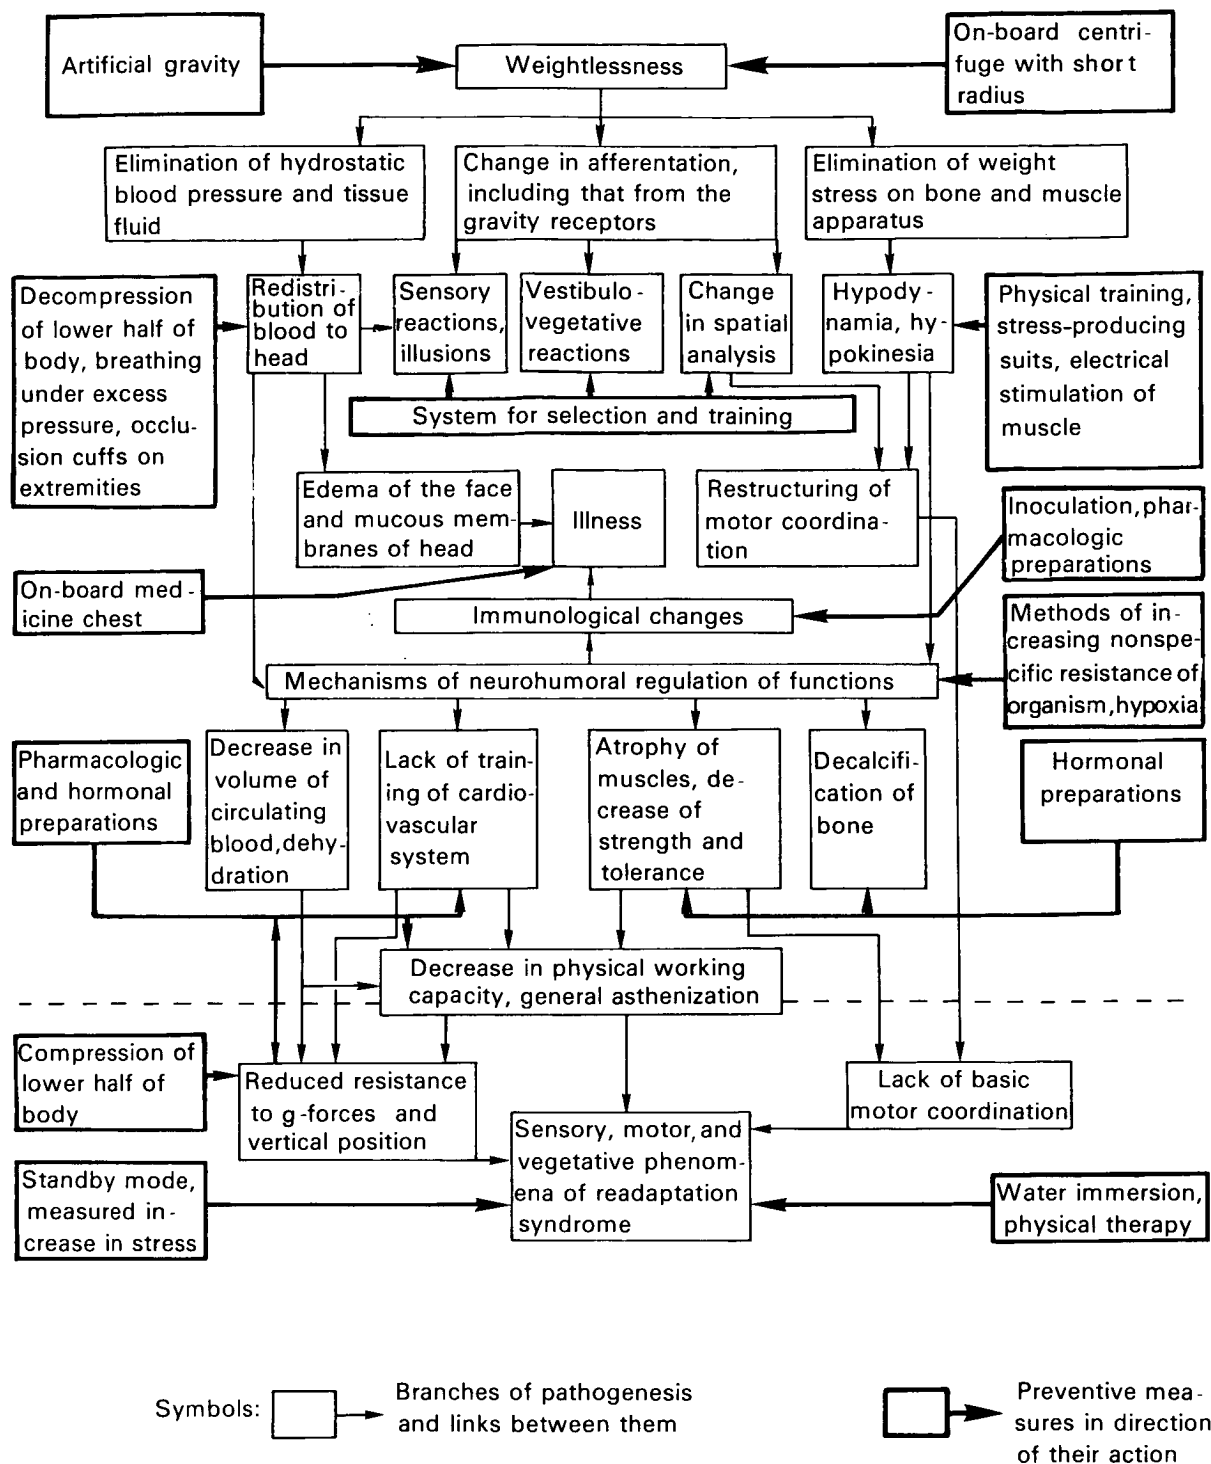 Artificial gravity
Weightlessness
On-board centri-
fuge with short
radius
Elimination of hydrostatic
blood pressure and tissue
fluid
Change in afferentation,
including that from the
gravity receptors
Elimination of weight
stress on bone and muscle
apparatus
Decompression
of lower half of
body, breathing
under excess
pressure, occlu-
sion cuffs on
extremities
Redistri-
bution of
blood to
head
Sensory
reactions,
illusions
Vestibulo-
vegetative
reactions
Change
in spatial
analysis
Hypody-
namia, hy-
pokinesia
Physical training,
stress-producing
suits, electrical
stimulation of
muscle
System for selection and training
Edema of the face
and mucous mem-
branes of head
Illness
Restructuring of
motor coordina-
tion
Inoculation, phar-
macologic
preparations
On-board med-
icine chest
Immunological changes
Methods of in-
creasing nonspe-
cific resistance of
organism, hypoxia
Mechanisms of neurohumoral regulation of functions
Pharmacologic
and hormonal
preparations
Decrease in
volume of
circulating
blood, dehy-
dration
Lack of train-
ing of cardio-
vascular
system
Atrophy of
muscles, de-
crease of
strength and
tolerance
Decalcifi-
cation of
bone
Hormonal
preparations
Decrease in physical working
capacity, general asthenization
Compression of
lower half of
body
Reduced resistance
to g-forces and
vertical position
Lack of basic
motor coordination
Sensory, motor, and
vegetative phenom-
ena of readaptation
syndrome
Standby mode,
measured in-
crease in stress
Water immersion,
physical therapy
Symbols:
Branches of pathogenesis
and links between them
Preventive mea-
sures in direction
of their action